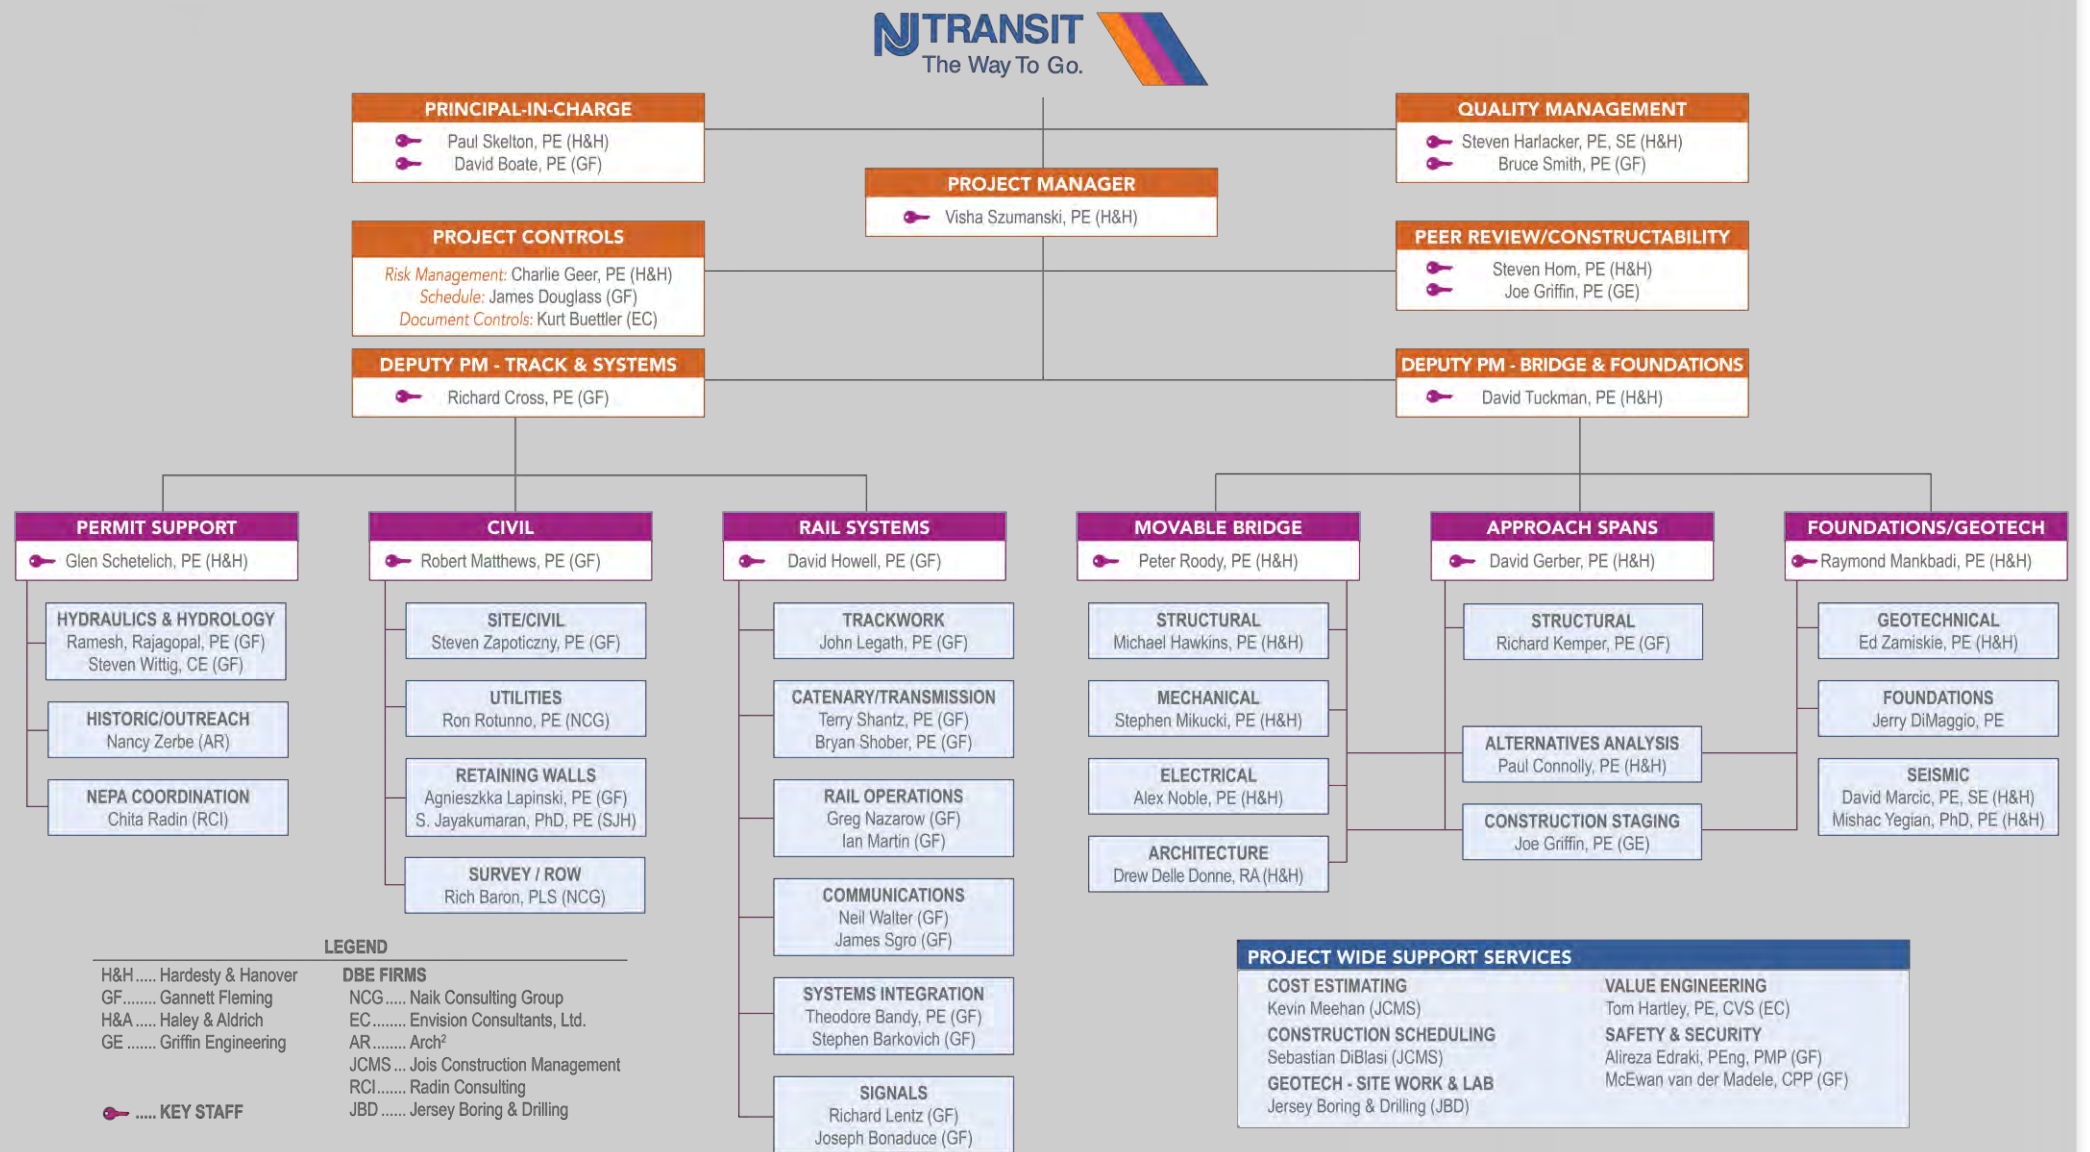 NJ TRANSIT
The Way To Go.
PRINCIPAL-IN-CHARGE
Paul Skelton, PE (H&H)
David Boate, PE (GF)
QUALITY MANAGEMENT
Steven Harlacker, PE, SE (H&H)
Bruce Smith, PE (GF)
PROJECT MANAGER
Visha Szumanski, PE (H&H)
PROJECT CONTROLS
Risk Management: Charlie Geer, PE (H&H)
Schedule: James Douglass (GF)
Document Controls: Kurt Buettler (EC)
PEER REVIEW/CONSTRUCTABILITY
Steven Horn, PE (H&H)
Joe Griffin, PE (GE)
DEPUTY PM - TRACK & SYSTEMS
Richard Cross, PE (GF)
DEPUTY PM - BRIDGE & FOUNDATIONS
David Tuckman, PE (H&H)
PERMIT SUPPORT
Glen Schetelich, PE (H&H)
HYDRAULICS & HYDROLOGY
Ramesh, Rajagopal, PE (GF)
Steven Wittig, CE (GF)
HISTORIC/OUTREACH
Nancy Zerbe (AR)
NEPA COORDINATION
Chita Radin (RCI)
CIVIL
Robert Matthews, PE (GF)
SITE/CIVIL
Steven Zapoticzny, PE (GF)
UTILITIES
Ron Rotunno, PE (NCG)
RETAINING WALLS
Agnieszkka Lapinski, PE (GF)
S. Jayakumaran, PhD, PE (SJH)
SURVEY / ROW
Rich Baron, PLS (NCG)
RAIL SYSTEMS
David Howell, PE (GF)
TRACKWORK
John Legath, PE (GF)
CATENARY/TRANSMISSION
Terry Shantz, PE (GF)
Bryan Shober, PE (GF)
RAIL OPERATIONS
Greg Nazarow (GF)
Ian Martin (GF)
COMMUNICATIONS
Neil Walter (GF)
James Sgro (GF)
SYSTEMS INTEGRATION
Theodore Bandy, PE (GF)
Stephen Barkovich (GF)
SIGNALS
Richard Lentz (GF)
Joseph Bonaduce (GF)
MOVABLE BRIDGE
Peter Roody, PE (H&H)
STRUCTURAL
Michael Hawkins, PE (H&H)
MECHANICAL
Stephen Mikucki, PE (H&H)
ELECTRICAL
Alex Noble, PE (H&H)
ARCHITECTURE
Drew Delle Donne, RA (H&H)
APPROACH SPANS
David Gerber, PE (H&H)
STRUCTURAL
Richard Kemper, PE (GF)
ALTERNATIVES ANALYSIS
Paul Connolly, PE (H&H)
CONSTRUCTION STAGING
Joe Griffin, PE (GE)
FOUNDATIONS/GEOTECH
Raymond Mankbadi, PE (H&H)
GEOTECHNICAL
Ed Zamiskie, PE (H&H)
FOUNDATIONS
Jerry DiMaggio, PE
SEISMIC
David Marcic, PE, SE (H&H)
Mishac Yegian, PhD, PE (H&H)
LEGEND
H&H ..... Hardesty & Hanover
GF ........ Gannett Fleming
H&A ..... Haley & Aldrich
GE ....... Griffin Engineering
..... KEY STAFF
DBE FIRMS
NCG ..... Naik Consulting Group
EC ........ Envision Consultants, Ltd.
AR ........ Arch²
JCMS ... Jois Construction Management
RCI ....... Radin Consulting
JBD ...... Jersey Boring & Drilling
PROJECT WIDE SUPPORT SERVICES
COST ESTIMATING
Kevin Meehan (JCMS)
CONSTRUCTION SCHEDULING
Sebastian DiBlasi (JCMS)
GEOTECH - SITE WORK & LAB
Jersey Boring & Drilling (JBD)
VALUE ENGINEERING
Tom Hartley, PE, CVS (EC)
SAFETY & SECURITY
Alireza Edraki, PEng, PMP (GF)
McEwan van der Madele, CPP (GF)